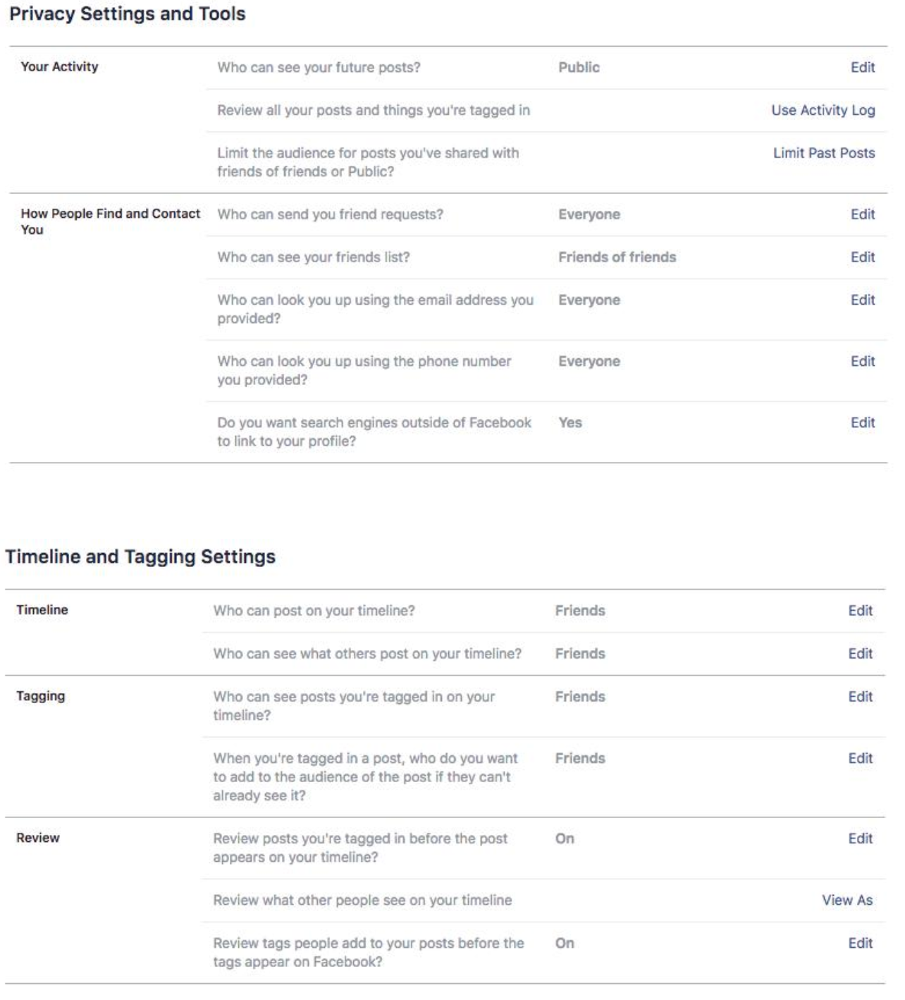 Privacy Settings and Tools
Your Activity
Who can see your future posts?
Public
Edit
Review all your posts and things you're tagged in
Use Activity Log
Limit the audience for posts you've shared with
friends of friends or Public?
Limit Past Posts
How People Find and Contact
You
Who can send you friend requests?
Everyone
Edit
Who can see your friends list?
Friends of friends
Edit
Who can look you up using the email address you
provided?
Everyone
Edit
Who can look you up using the phone number
you provided?
Everyone
Edit
Do you want search engines outside of Facebook
to link to your profile?
Yes
Edit
Timeline and Tagging Settings
Timeline
Who can post on your timeline?
Friends
Edit
Who can see what others post on your timeline?
Friends
Edit
Tagging
Who can see posts you're tagged in on your
timeline?
Friends
Edit
When you're tagged in a post, who do you want
to add to the audience of the post if they can't
already see it?
Friends
Edit
Review
Review posts you're tagged in before the post
appears on your timeline?
On
Edit
Review what other people see on your timeline
View As
Review tags people add to your posts before the
tags appear on Facebook?
On
Edit